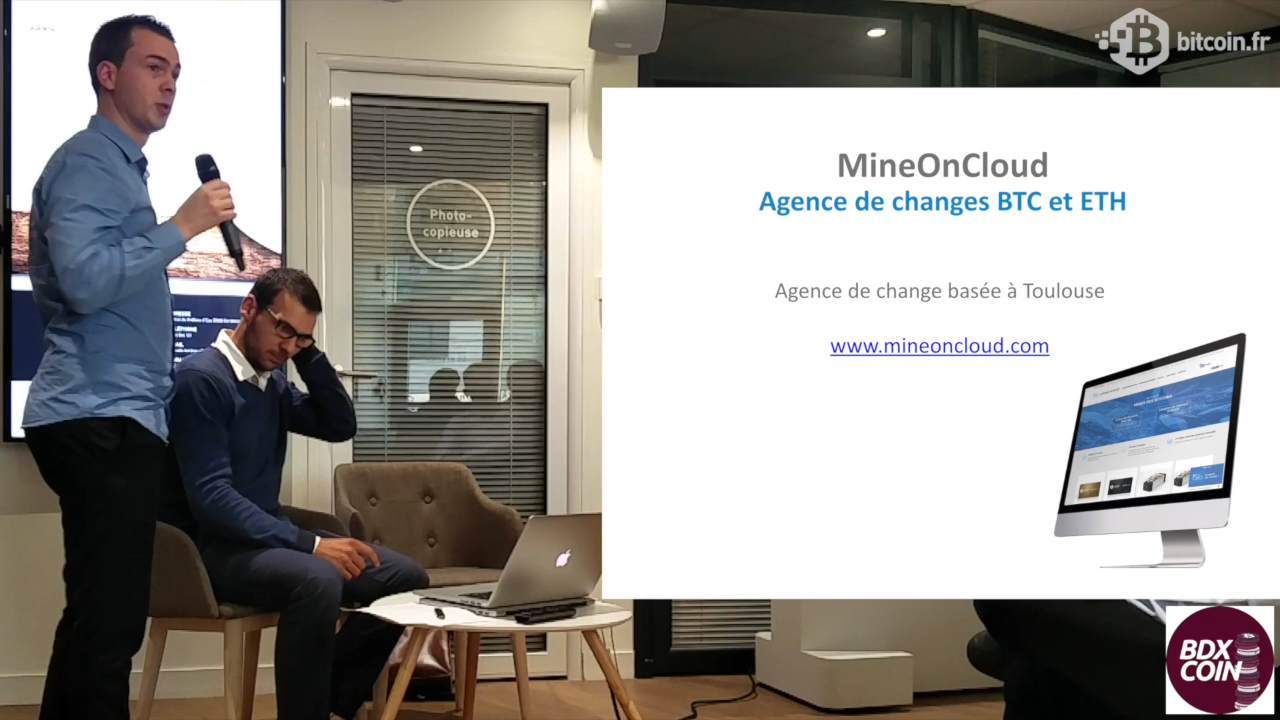 bitcoin.fr
MineOnCloud
Agence de changes BTC et ETH
Agence de change basée à Toulouse
www.mineoncloud.com
Photo-
copieuse
BDX
COIN